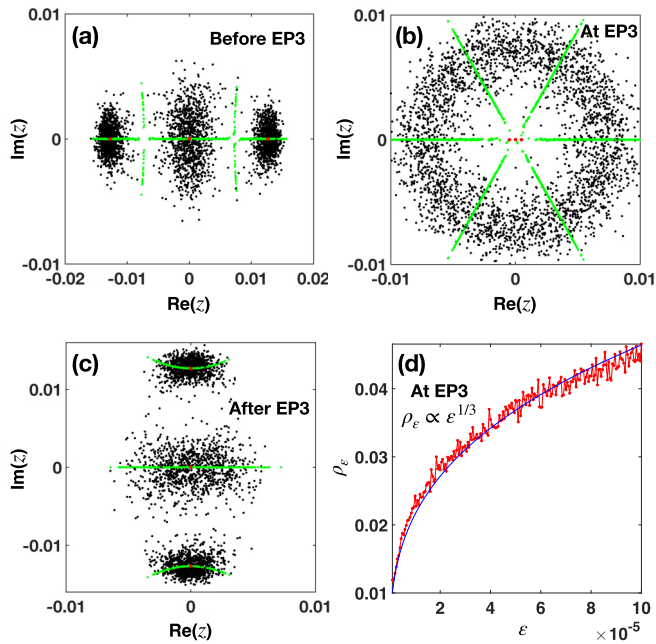 0.01
(a)
Before EP3
Im(z)
0
-0.01
-0.02
-0.01
0
0.01
0.02
Re(z)
0.01
(b)
At EP3
Im(z)
0
-0.01
-0.01
0
0.01
Re(z)
(c)
0.01
After EP3
Im(z)
0
-0.01
-0.01
0
0.01
Re(z)
(d)
0.04
At EP3
ρε ∝ ε^1/3
ρε
0.03
0.02
0.01
2
4
6
8
10
ε
×10^-5